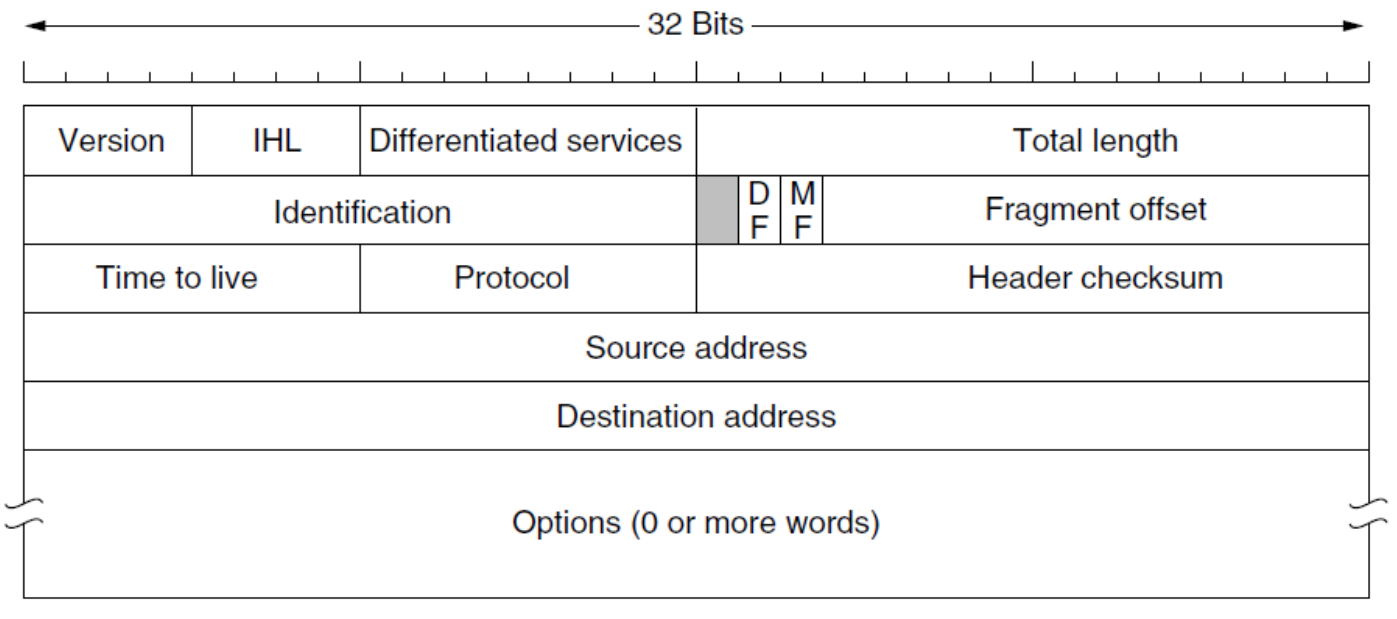 32 Bits
Version IHL Differentiated services Total length
Identification D F M F Fragment offset
Time to live Protocol Header checksum
Source address
Destination address
Options (0 or more words)